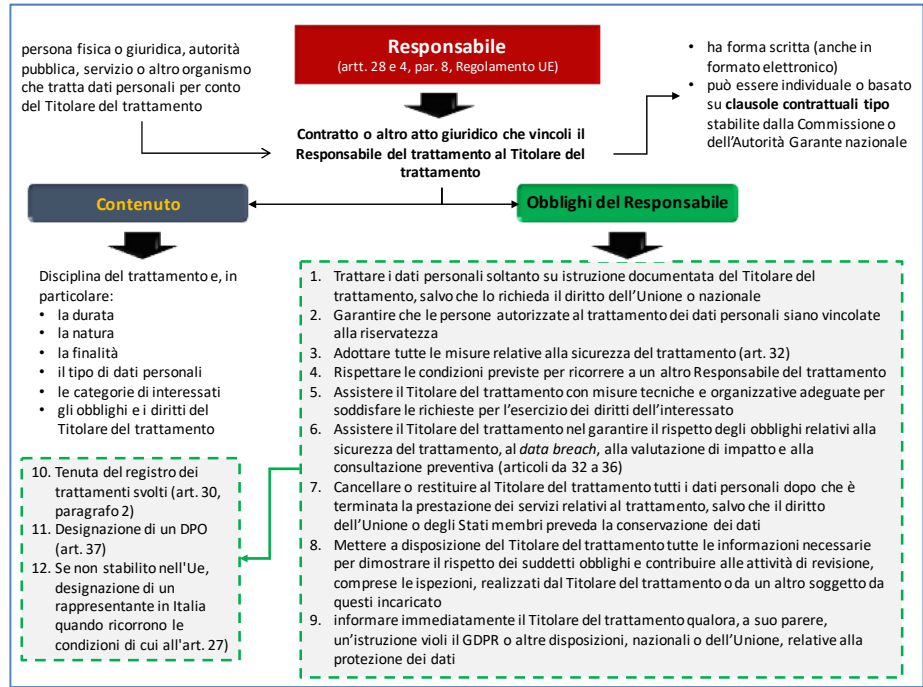 persona fisica o giuridica, autorità
pubblica, servizio o altro organismo
che tratta dati personali per conto
del Titolare del trattamento
Responsabile
(artt. 28 e 4, par. 8, Regolamento UE)
• ha forma scritta (anche in
formato elettronico)
• può essere individuale o basato
su clausole contrattuali tipo
stabilite dalla Commissione o
dell'Autorità Garante nazionale
Contratto o altro atto giuridico che vincoli il
Responsabile del trattamento al Titolare del
trattamento
Contenuto
Obblighi del Responsabile
Disciplina del trattamento e, in
particolare:
• la durata
• la natura
• la finalità
• il tipo di dati personali
• le categorie di interessati
• gli obblighi e i diritti del
Titolare del trattamento
1. Trattare i dati personali soltanto su istruzione documentata del Titolare del
trattamento, salvo che lo richieda il diritto dell'Unione o nazionale
2. Garantire che le persone autorizzate al trattamento dei dati personali siano vincolate
alla riservatezza
3. Adottare tutte le misure relative alla sicurezza del trattamento (art. 32)
4. Rispettare le condizioni previste per ricorrere a un altro Responsabile del trattamento
5. Assistere il Titolare del trattamento con misure tecniche e organizzative adeguate per
soddisfare le richieste per l'esercizio dei diritti dell'interessato
6. Assistere il Titolare del trattamento nel garantire il rispetto degli obblighi relativi alla
sicurezza del trattamento, al data breach, alla valutazione di impatto e alla
consultazione preventiva (articoli da 32 a 36)
7. Cancellare o restituire al Titolare del trattamento tutti i dati personali dopo che è
terminata la prestazione dei servizi relativi al trattamento, salvo che il diritto
dell'Unione o degli Stati membri preveda la conservazione dei dati
8. Mettere a disposizione del Titolare del trattamento tutte le informazioni necessarie
per dimostrare il rispetto dei suddetti obblighi e contribuire alle attività di revisione,
comprese le ispezioni, realizzati dal Titolare del trattamento o da un altro soggetto da
questi incaricato
9. informare immediatamente il Titolare del trattamento qualora, a suo parere,
un'istruzione violi il GDPR o altre disposizioni, nazionali o dell'Unione, relative alla
protezione dei dati
10. Tenuta del registro dei
trattamenti svolti (art. 30,
paragrafo 2)
11. Designazione di un DPO
(art. 37)
12. Se non stabilito nell'Ue,
designazione di un
rappresentante in Italia
quando ricorrono le
condizioni di cui all'art. 27)